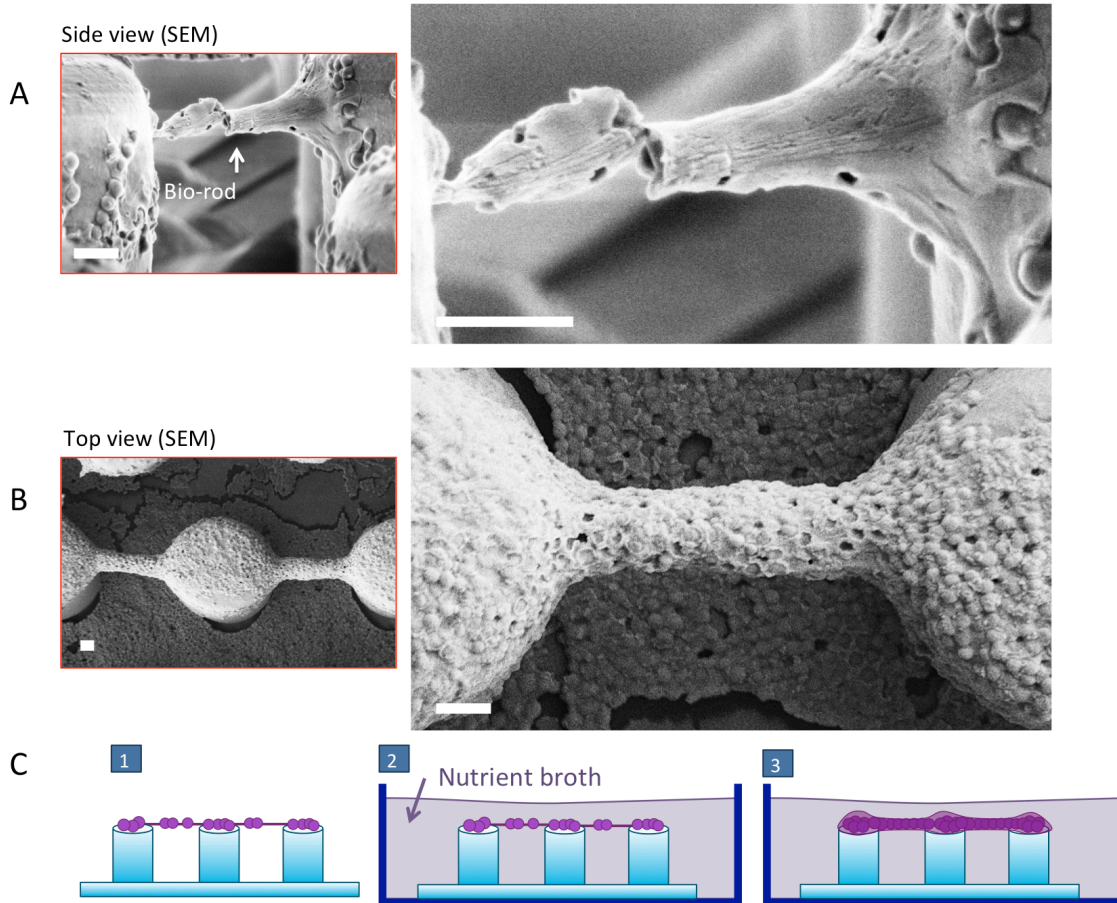 Side view (SEM)
A
Bio-rod
Top view (SEM)
B
C
1
2
Nutrient broth
3